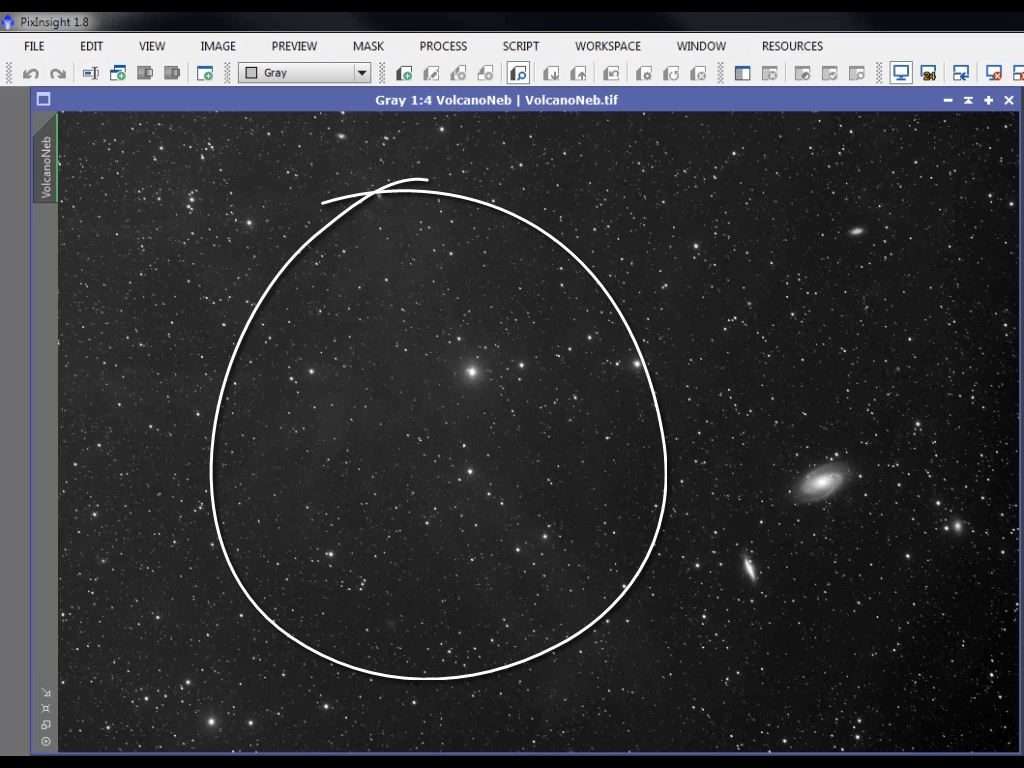 PixInsight 1.8
FILE EDIT VIEW IMAGE PREVIEW MASK PROCESS SCRIPT WORKSPACE WINDOW RESOURCES
Gray
Gray 1:4 VolcanoNeb | VolcanoNeb.tif
VolcanoNeb